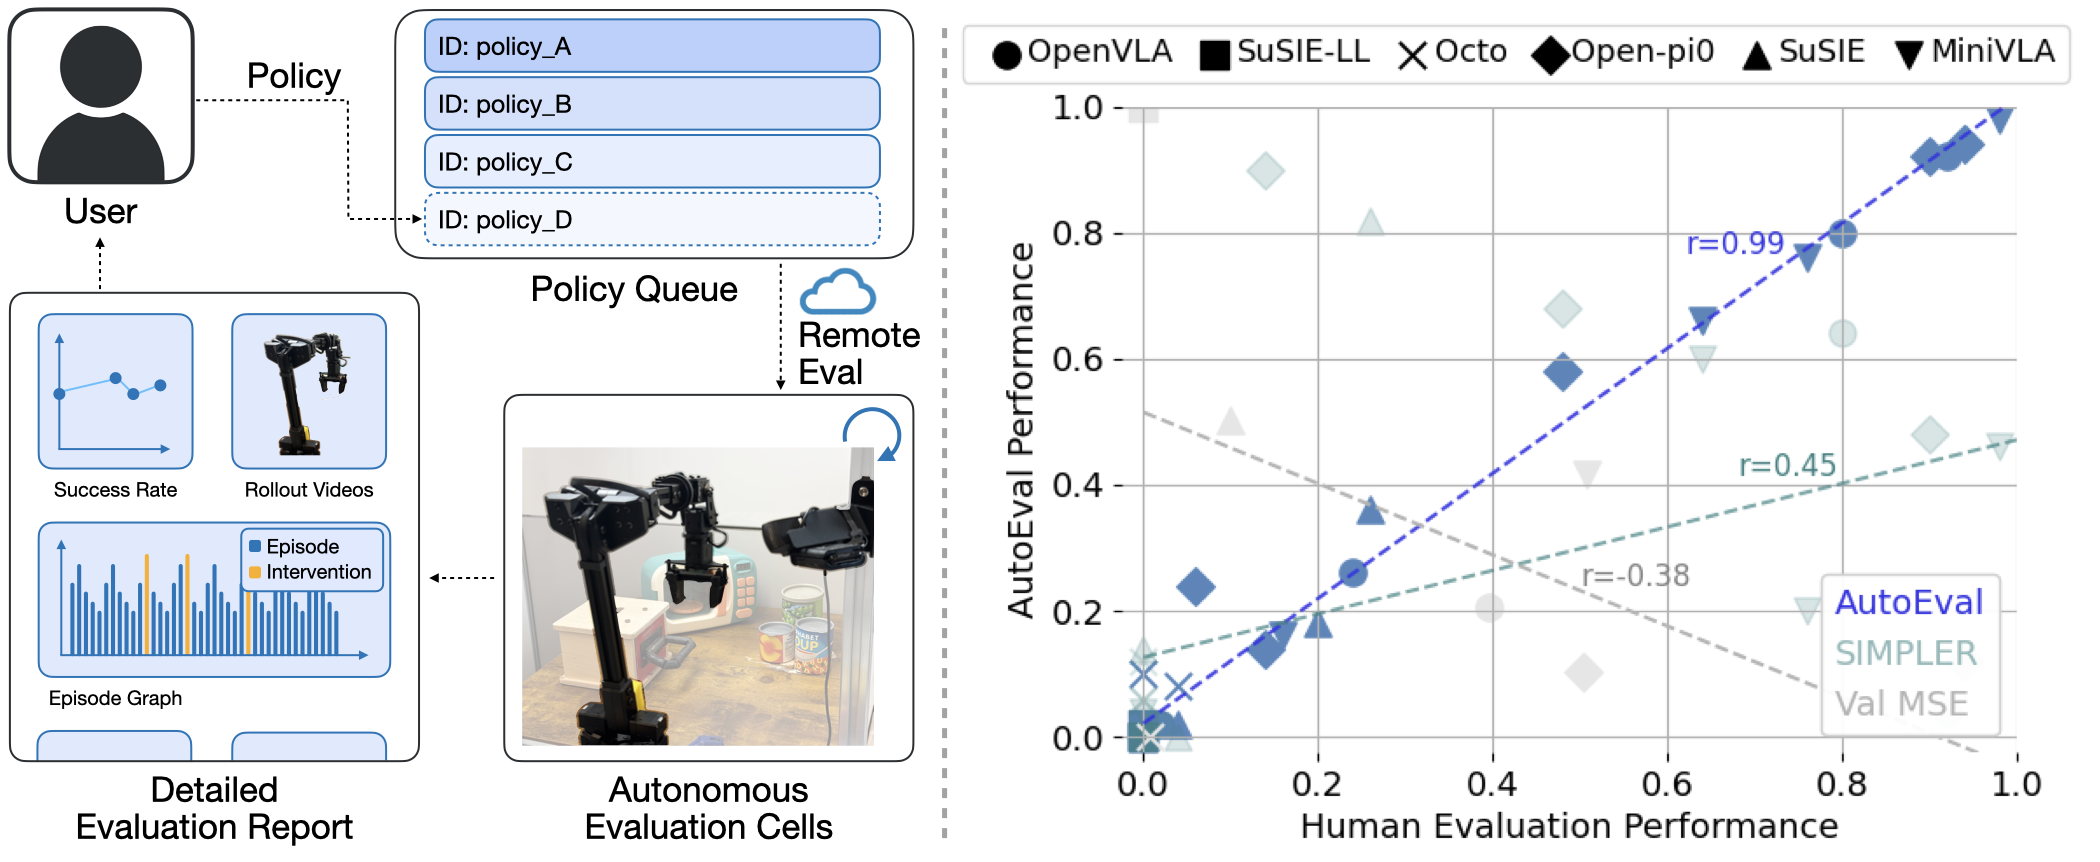 User
Policy
ID: policy_A
ID: policy_B
ID: policy_C
ID: policy_D
Policy Queue
Remote
Eval
Success Rate
Rollout Videos
Episode
Intervention
Episode Graph
Detailed
Evaluation Report
Autonomous
Evaluation Cells
OpenVLA
SuSIE-LL
Octo
Open-pi0
SuSIE
MiniVLA
AutoEval Performance
1.0
0.8
0.6
0.4
0.2
0.0
r=0.99
r=0.45
r=-0.38
AutoEval
SIMPLER
Val MSE
0.0
0.2
0.4
0.6
0.8
1.0
Human Evaluation Performance